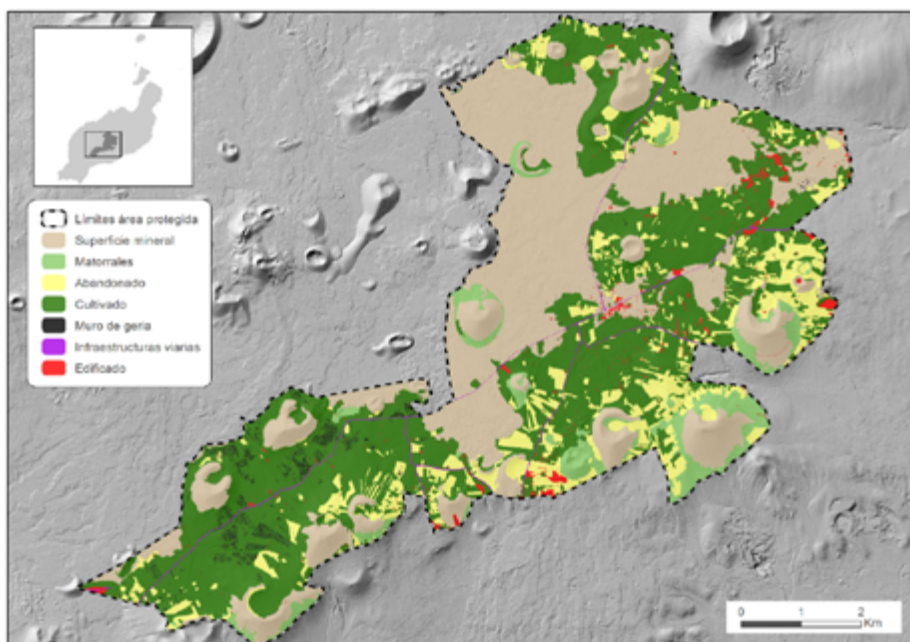 Límites área protegida
Superficie mineral
Matorrales
Abandonado
Cultivado
Muro de geria
Infraestructuras viarias
Edificado
0 1 2
Km